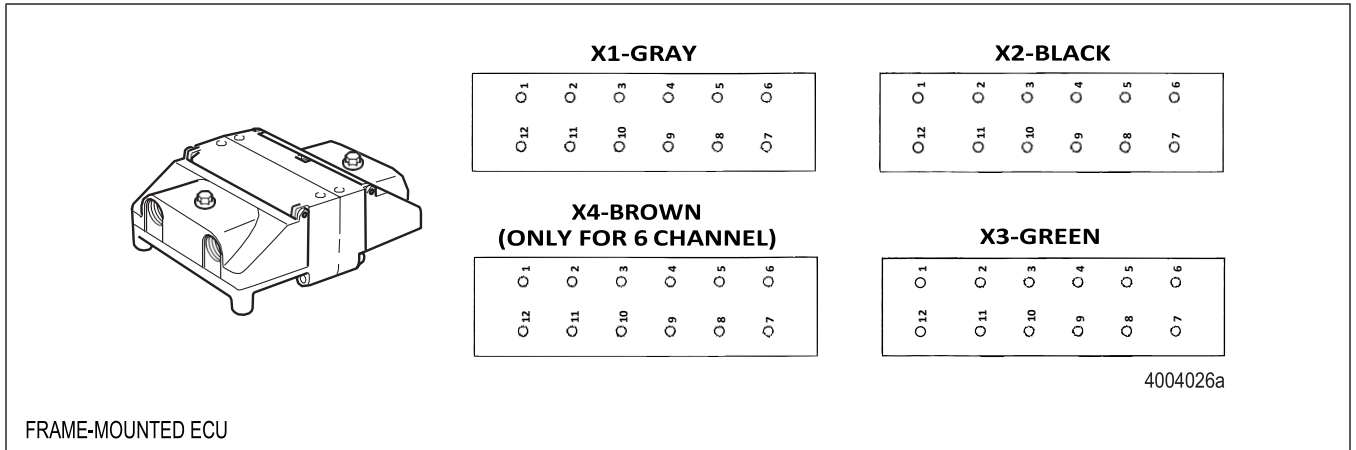 X1-GRAY
1 2 3 4 5 6
12 11 10 9 8 7
X2-BLACK
1 2 3 4 5 6
12 11 10 9 8 7
X4-BROWN
(ONLY FOR 6 CHANNEL)
1 2 3 4 5 6
12 11 10 9 8 7
X3-GREEN
1 2 3 4 5 6
12 11 10 9 8 7
4004026a
FRAME-MOUNTED ECU